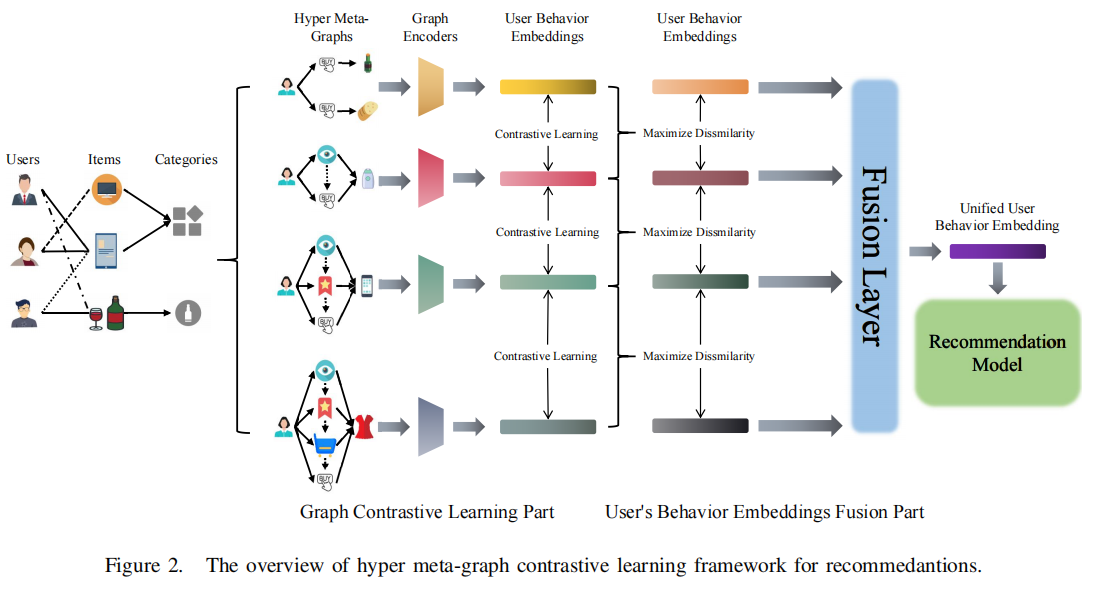 Hyper Meta-
Graphs
Graph
Encoders
User Behavior
Embeddings
User Behavior
Embeddings
Users
Items
Categories
BUY
BUY
BUY
BUY
BUY
Contrastive Learning
Contrastive Learning
Contrastive Learning
Maximize Dissmilarity
Maximize Dissmilarity
Maximize Dissmilarity
Fusion Layer
Unified User
Behavior Embedding
Recommendation
Model
Graph Contrastive Learning Part
User's Behavior Embeddings Fusion Part
Figure 2. The overview of hyper meta-graph contrastive learning framework for recommedantions.